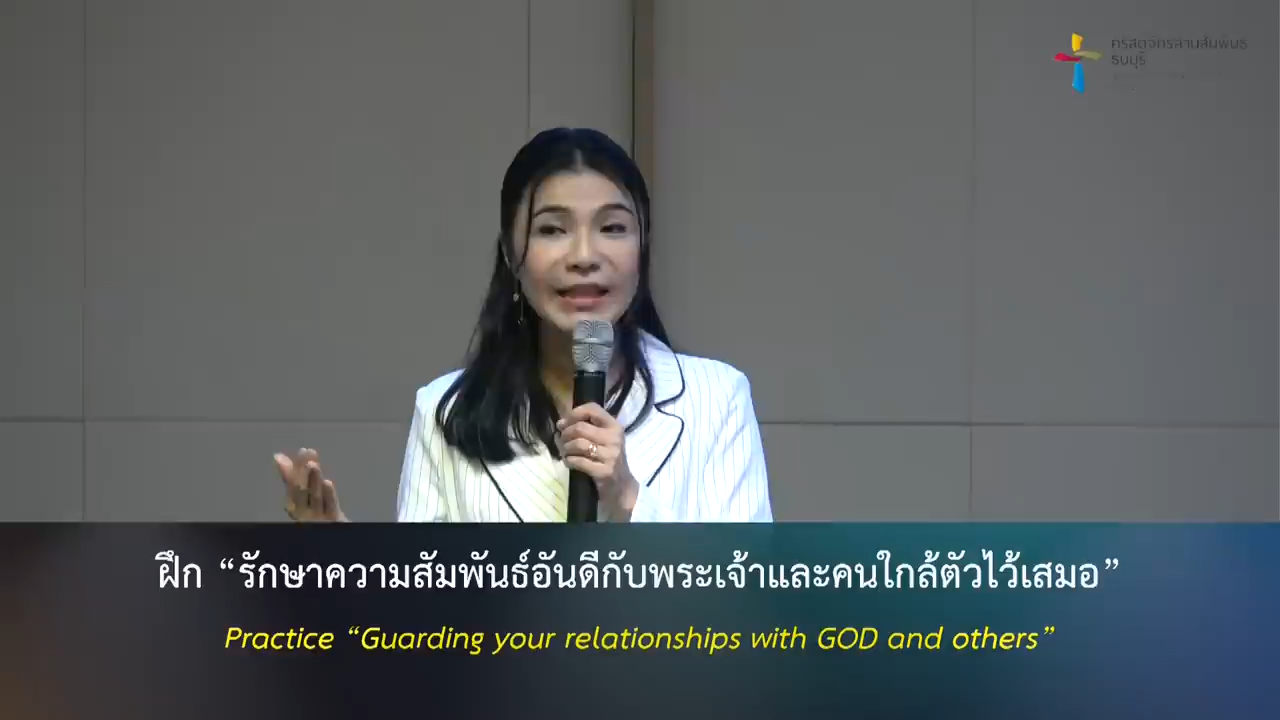 คริสตจักรสานสัมพันธ์
ธนบุรี
ฝึก “รักษาความสัมพันธ์อันดีกับพระเจ้าและคนใกล้ตัวไว้เสมอ”
Practice “Guarding your relationships with GOD and others”